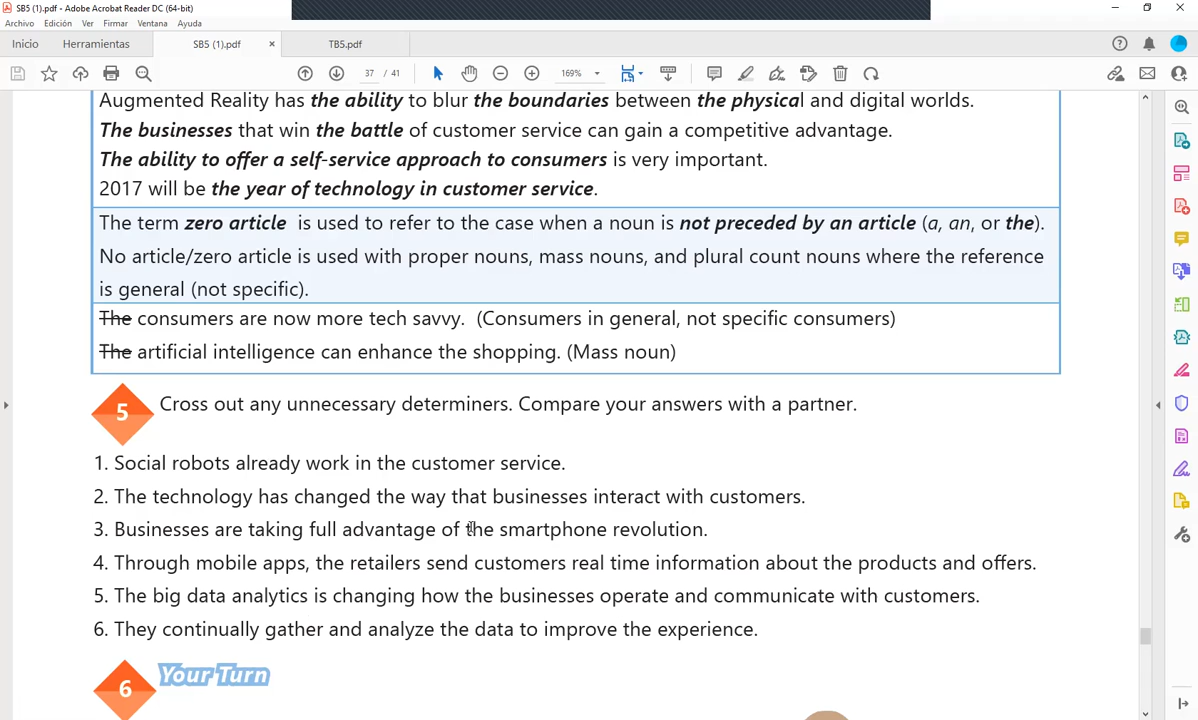 SB5 (1).pdf - Adobe Acrobat Reader DC (64-bit)
Archivo Edición Ver Firmar Ventana Ayuda
Inicio Herramientas SB5 (1).pdf × TB5.pdf
37 / 41 169%
Augmented Reality has the ability to blur the boundaries between the physical and digital worlds.
The businesses that win the battle of customer service can gain a competitive advantage.
The ability to offer a self-service approach to consumers is very important.
2017 will be the year of technology in customer service.
The term zero article is used to refer to the case when a noun is not preceded by an article (a, an, or the).
No article/zero article is used with proper nouns, mass nouns, and plural count nouns where the reference
is general (not specific).
The consumers are now more tech savvy. (Consumers in general, not specific consumers)
The artificial intelligence can enhance the shopping. (Mass noun)
5 Cross out any unnecessary determiners. Compare your answers with a partner.
1. Social robots already work in the customer service.
2. The technology has changed the way that businesses interact with customers.
3. Businesses are taking full advantage of the smartphone revolution.
4. Through mobile apps, the retailers send customers real time information about the products and offers.
5. The big data analytics is changing how the businesses operate and communicate with customers.
6. They continually gather and analyze the data to improve the experience.
6 Your Turn